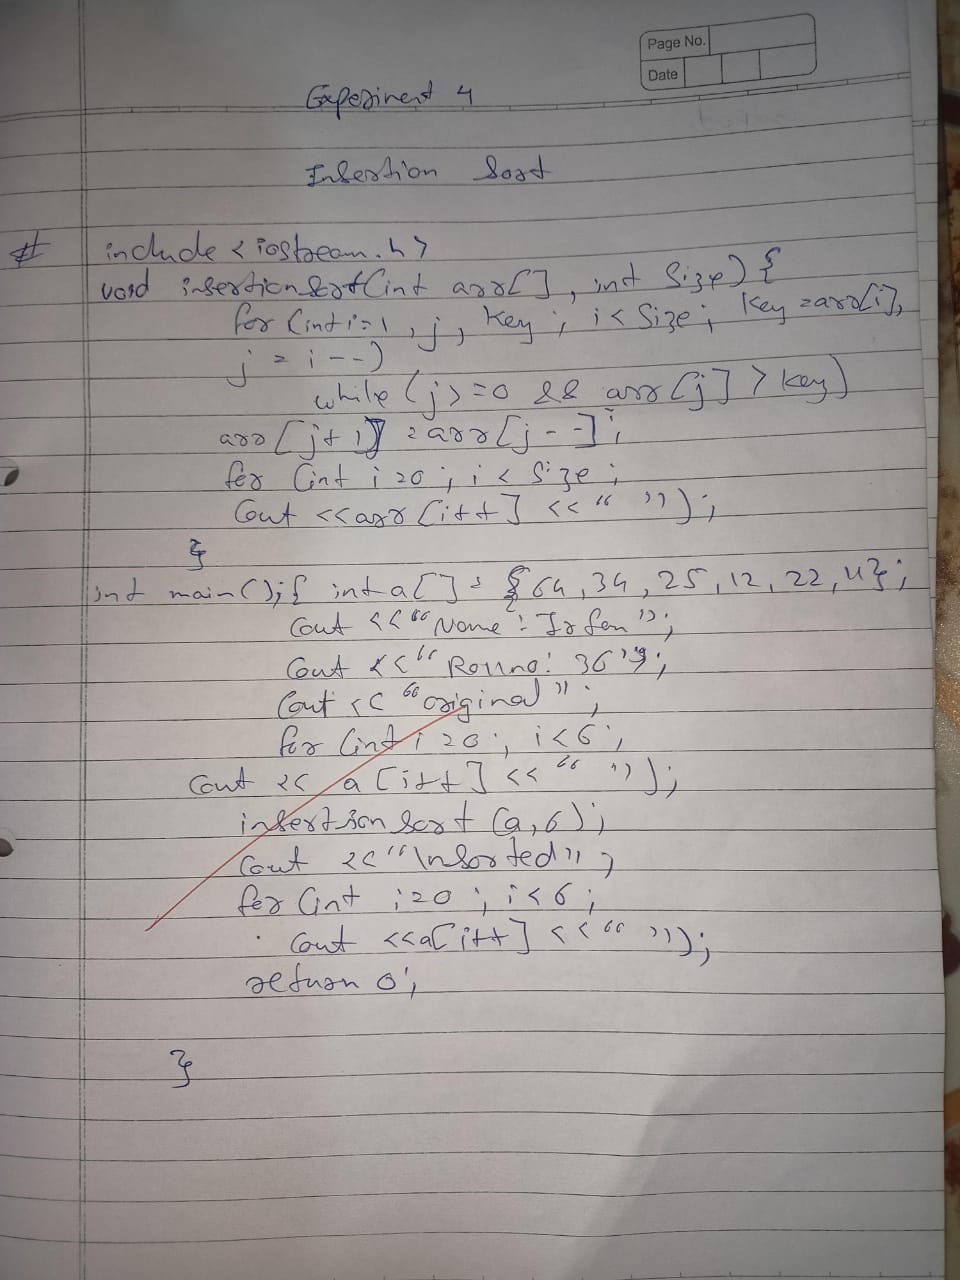 Page No.
Date
Experiment 4
Insertion Sort
# include <iostream.h>
void insertionSort(int arr[], int Size) {
for (int i=1, j, key; i< Size; key =arr[i],
j = i--)
while (j>=0 && arr[j] > key)
arr[j+1] = arr[j--];
for (int i=0; i< Size;
Cout <<arr[i++] << " ");
}
int main();{ int a[]= {64,34,25,12,22,11};
Cout << "Name: Irfan";
Cout << "Rollno: 36";
Cout << "original";
for (int i=0; i<6;
Cout << a[i++] << " ");
insertion sort (a,6);
Cout << "\nSorted";
for (int i=0; i<6;
Cout <<a[i++] << " ");
return 0;
}